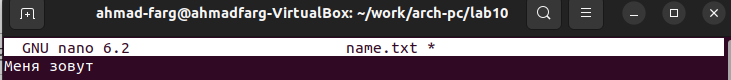 ahmad-farg@ahmadfarg-VirtualBox: ~/work/arch-pc/lab10
GNU nano 6.2 name.txt *
Меня зовут